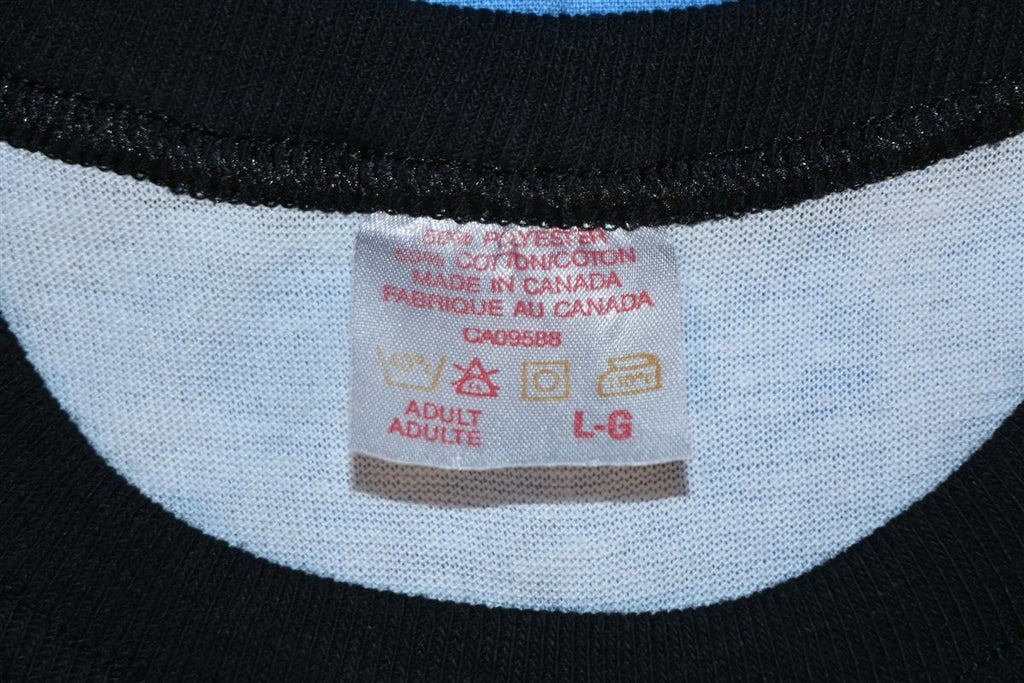 50% POLYESTER
50% COTTON/COTON
MADE IN CANADA
FABRIQUE AU CANADA
CA09588
ADULT
ADULTE
L-G